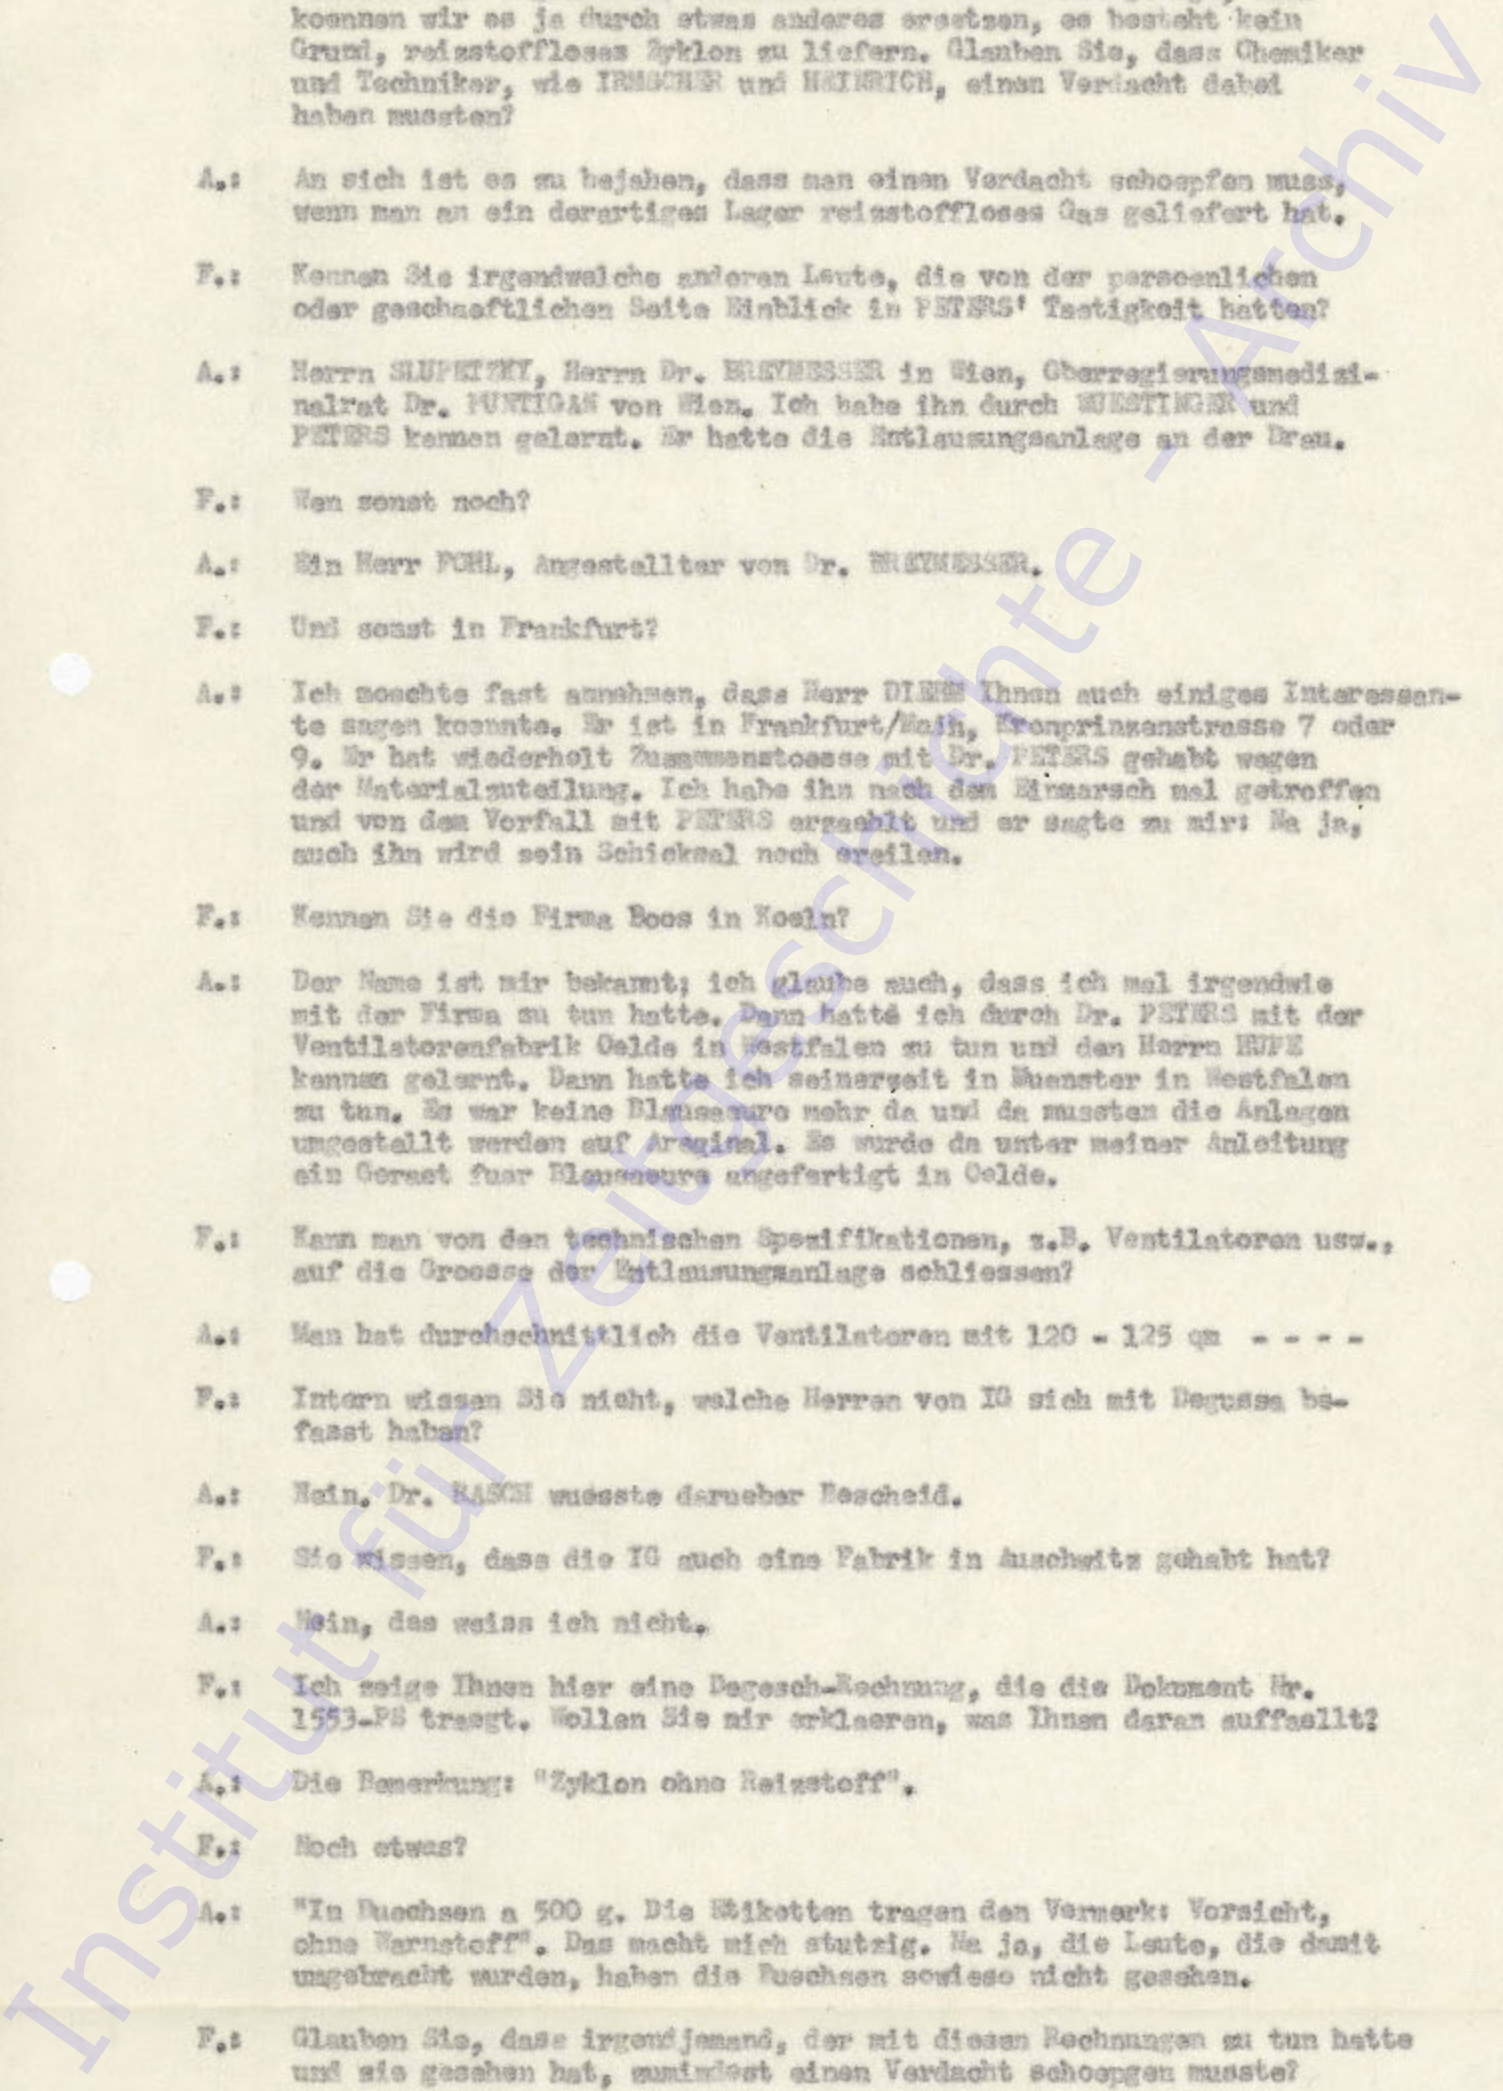 koennen wir es ja durch etwas anderes ersetzen, es besteht kein
Grund, reizstoffloses Zyklon zu liefern. Glauben Sie, dass Chemiker
und Techniker, wie IRMSCHER und HEINRICH, einen Verdacht dabei
haben mussten?
A.: An sich ist es zu bejahen, dass man einen Verdacht schoepfen muss,
wenn man an ein derartiges Lager reizstoffloses Gas geliefert hat.
F.: Kennen Sie irgendwelche anderen Leute, die von der persoenlichen
oder geschaeftlichen Seite Einblick in PETERS' Taetigkeit hatten?
A.: Herrn SLUPETZKY, Herrn Dr. BREYMESSER in Wien, Oberregierungsmedizi-
nalrat Dr. PUNTIGAM von Wien. Ich habe ihn durch WUESTINGER und
PETERS kennen gelernt. Er hatte die Entlausungsanlage an der Drau.
F.: Wen sonst noch?
A.: Ein Herr POHL, Angestellter von Dr. BREYMESSER.
F.: Und sonst in Frankfurt?
A.: Ich moechte fast annehmen, dass Herr Ihnen auch einiges Interessan-
te sagen koennte. Er ist in Frankfurt/Main, Kronprinzenstrasse 7 oder
9. Er hat wiederholt Zusammenstoesse mit Dr. PETERS gehabt wegen
der Materialzuteilung. Ich habe ihn nach dem Einmarsch mal getroffen
und von dem Vorfall mit PETERS erzaehlt und er sagte zu mir: Na ja,
auch ihn wird sein Schicksal noch ereilen.
F.: Kennen Sie die Firma Boos in Koeln?
A.: Der Name ist mir bekannt; ich glaube auch, dass ich mal irgendwie
mit der Firma zu tun hatte. Dann hatte ich durch Dr. PETERS mit der
Ventilatorenfabrik Oelde in Westfalen zu tun und den Herrn HUPE
kennen gelernt. Dann hatte ich seinerzeit in Muenster in Westfalen
zu tun. Es war keine Blausaeure mehr da und da mussten die Anlagen
umgestellt werden auf Areginal. Es wurde da unter meiner Anleitung
ein Geraet fuer Blausaeure angefertigt in Oelde.
F.: Kann man von den technischen Spezifikationen, z.B. Ventilatoren usw.,
auf die Groesse der Entlausungsanlage schliessen?
A.: Man hat durchschnittlich die Ventilatoren mit 120 - 125 qm - - - -
F.: Intern wissen Sie nicht, welche Herren von IG sich mit Degussa be-
fasst haben?
A.: Nein. Dr. RASCH wuesste darueber Bescheid.
F.: Sie wissen, dass die IG auch eine Fabrik in Auschwitz gehabt hat?
A.: Nein, das weiss ich nicht.
F.: Ich zeige Ihnen hier eine Degesch-Rechnung, die die Dokument Nr.
1553-PS traegt. Wollen Sie mir erklaeren, was Ihnen daran auffaellt?
A.: Die Bemerkung: "Zyklon ohne Reizstoff".
F.: Noch etwas?
A.: "In Buechsen a 500 g. Die Etiketten tragen den Vermerk: Vorsicht,
ohne Warnstoff". Das macht mich stutzig. Na ja, die Leute, die damit
umgebracht wurden, haben die Buechsen sowieso nicht gesehen.
F.: Glauben Sie, dass irgendjemand, der mit diesen Rechnungen zu tun hatte
und sie gesehen hat, zumindest einen Verdacht schoepgen musste?
Institut für Zeitgeschichte - Archiv